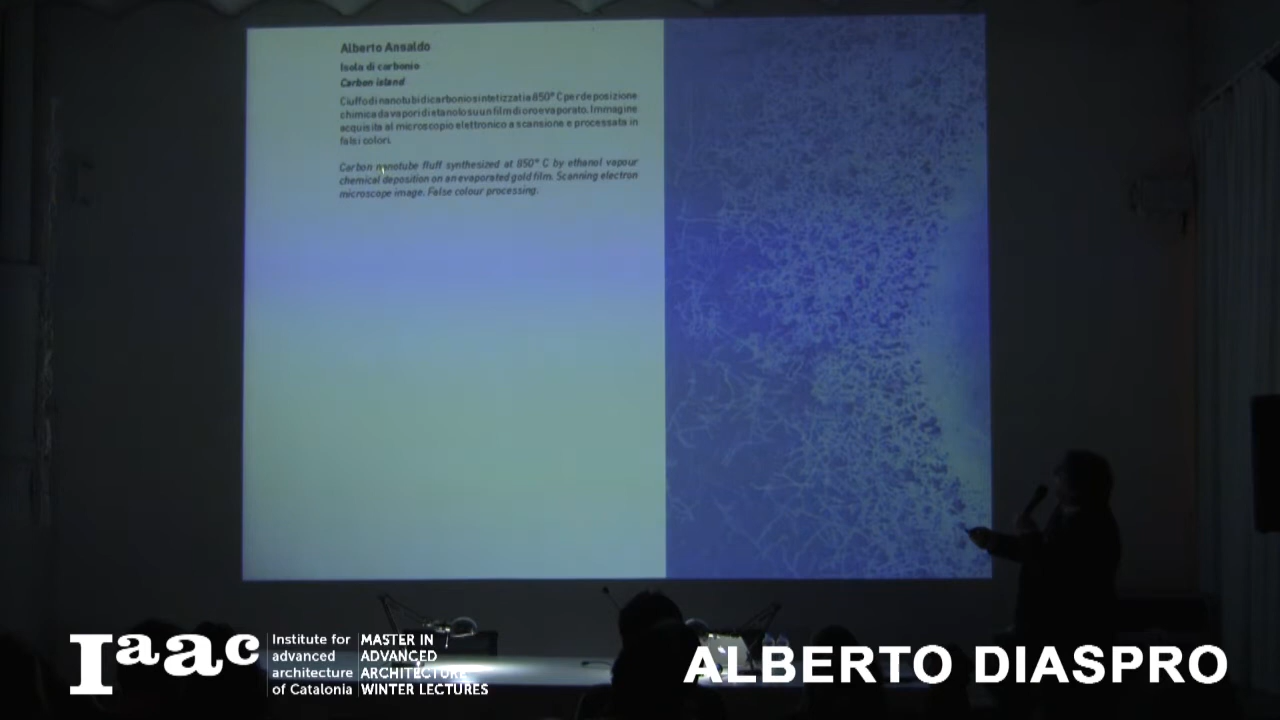 Alberto Ansaldo
Isola di carbonio
Carbon island
Ciuffo di nanotubi di carbonio sintetizzati a 850° C per deposizione
chimica da vapori di etanolo su un film di oro evaporato. Immagine
acquisita al microscopio elettronico a scansione e processata in
falsi colori.
Carbon nanotube fluff synthesized at 850° C by ethanol vapour
chemical deposition on an evaporated gold film. Scanning electron
microscope image. False colour processing.
Iaac
Institute for
advanced
architecture
of Catalonia
MASTER IN
ADVANCED
ARCHITECTURE
WINTER LECTURES
ALBERTO DIASPRO